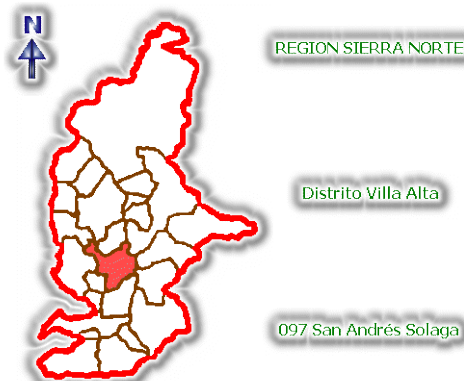 N
REGION SIERRA NORTE
Distrito Villa Alta
097 San Andrés Solaga